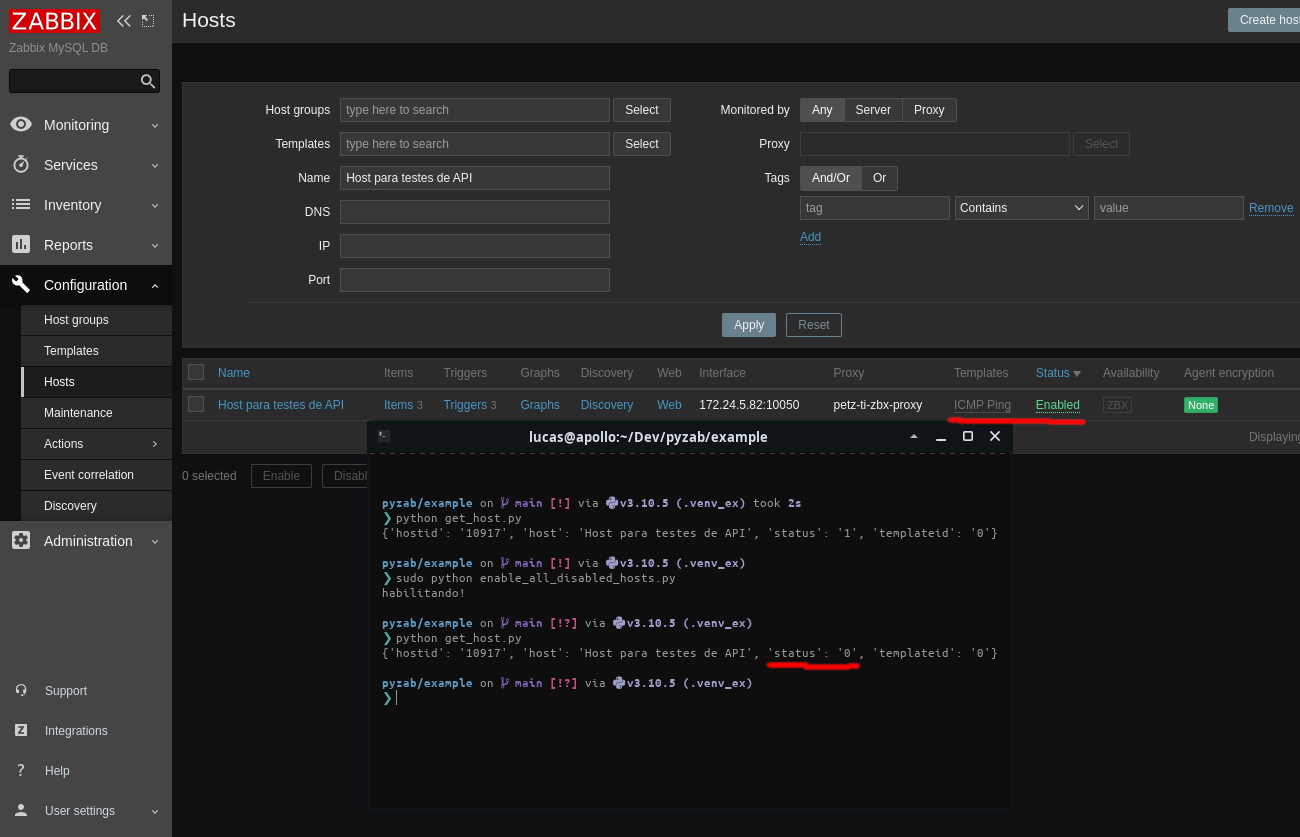 ZABBIX
Zabbix MySQL DB
Monitoring
Services
Inventory
Reports
Configuration
Host groups
Templates
Hosts
Maintenance
Actions
Event correlation
Discovery
Administration
Support
Integrations
Help
User settings
Hosts
Create host
Host groups type here to search Select
Templates type here to search Select
Name Host para testes de API
DNS
IP
Port
Monitored by Any Server Proxy
Proxy Select
Tags And/Or Or
tag Contains value Remove
Add
Apply Reset
Name Items Triggers Graphs Discovery Web Interface Proxy Templates Status Availability Agent encryption
Host para testes de API Items 3 Triggers 3 Graphs Discovery Web 172.24.5.82:10050 petz-ti-zbx-proxy ICMP Ping Enabled ZBX None
Displaying
0 selected Enable Disabl
lucas@apollo:~/Dev/pyzab/example
pyzab/example on main [!] via v3.10.5 (.venv_ex) took 2s
❯ python get_host.py
{'hostid': '10917', 'host': 'Host para testes de API', 'status': '1', 'templateid': '0'}
pyzab/example on main [!] via v3.10.5 (.venv_ex)
❯ sudo python enable_all_disabled_hosts.py
habilitando!
pyzab/example on main [!?] via v3.10.5 (.venv_ex)
❯ python get_host.py
{'hostid': '10917', 'host': 'Host para testes de API', 'status': '0', 'templateid': '0'}
pyzab/example on main [!?] via v3.10.5 (.venv_ex)
❯